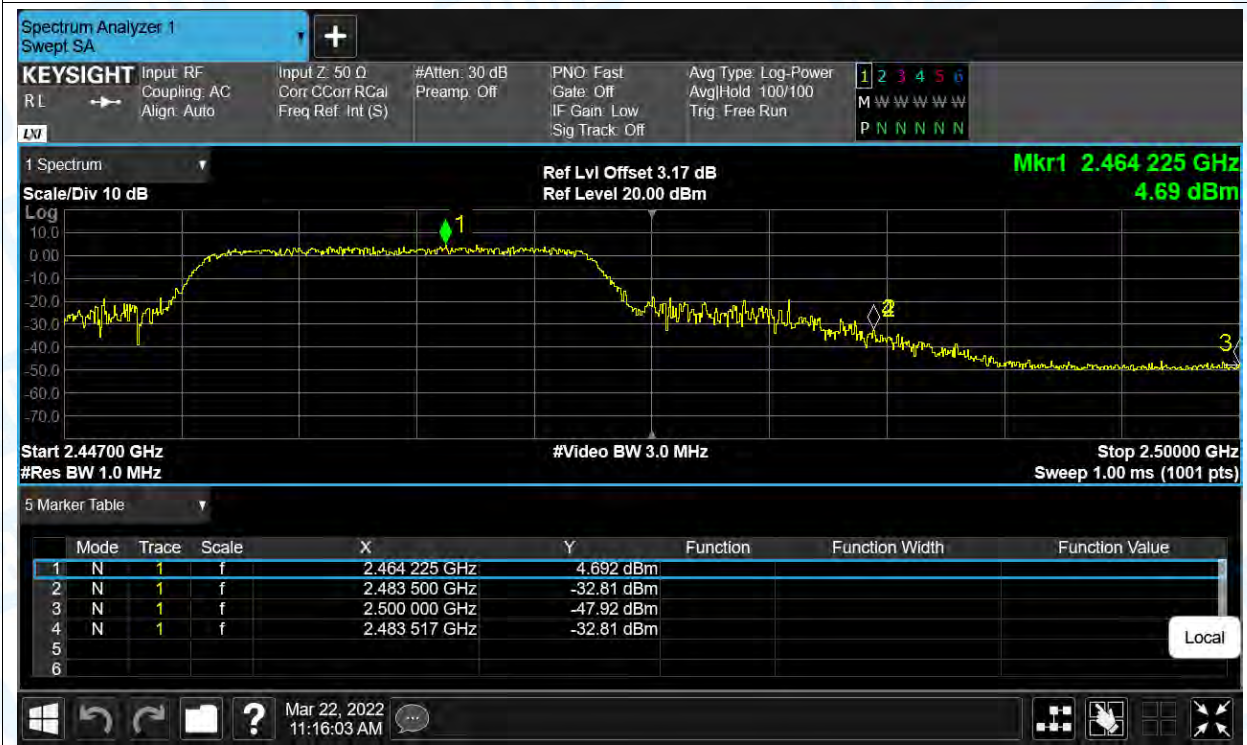 Spectrum Analyzer 1
Swept SA
+
KEYSIGHT Input: RF Input Z: 50 Ω #Atten: 30 dB PNO: Fast Avg Type: Log-Power 1 2 3 4 5 6
RL Coupling: AC Corr CCorr RCal Preamp: Off Gate: Off Avg|Hold: 100/100 M W W W W W
Align: Auto Freq Ref: Int (S) IF Gain: Low Trig: Free Run
LXI Sig Track: Off P N N N N N
1 Spectrum Ref Lvl Offset 3.17 dB Mkr1 2.464 225 GHz
Scale/Div 10 dB Ref Level 20.00 dBm 4.69 dBm
Log
10.0
0.00
-10.0
-20.0
-30.0
-40.0
-50.0
-60.0
-70.0
1
2
3
Start 2.44700 GHz #Video BW 3.0 MHz Stop 2.50000 GHz
#Res BW 1.0 MHz Sweep 1.00 ms (1001 pts)
5 Marker Table
Mode Trace Scale X Y Function Function Width Function Value
1 N 1 f 2.464 225 GHz 4.692 dBm
2 N 1 f 2.483 500 GHz -32.81 dBm
3 N 1 f 2.500 000 GHz -47.92 dBm
4 N 1 f 2.483 517 GHz -32.81 dBm
5
6
Local
? Mar 22, 2022
11:16:03 AM